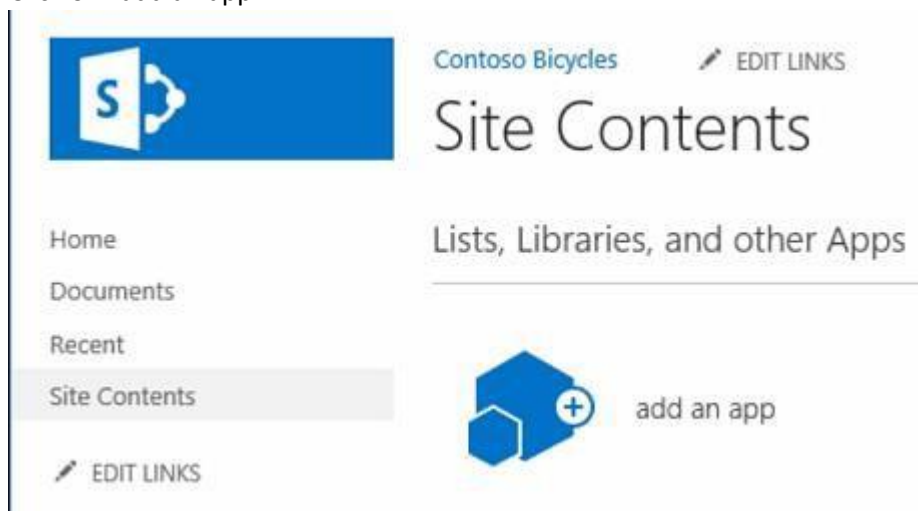 S
Contoso Bicycles EDIT LINKS
Site Contents
Home
Documents
Recent
Site Contents
EDIT LINKS
Lists, Libraries, and other Apps
add an app